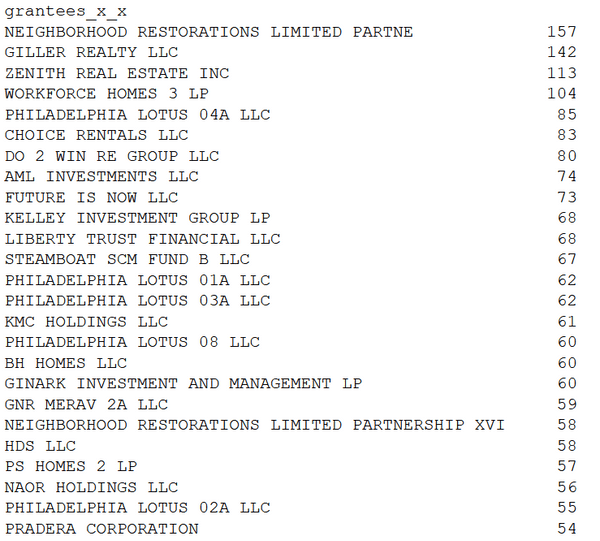 grantees_x_x
NEIGHBORHOOD RESTORATIONS LIMITED PARTNE 157
GILLER REALTY LLC 142
ZENITH REAL ESTATE INC 113
WORKFORCE HOMES 3 LP 104
PHILADELPHIA LOTUS 04A LLC 85
CHOICE RENTALS LLC 83
DO 2 WIN RE GROUP LLC 80
AML INVESTMENTS LLC 74
FUTURE IS NOW LLC 73
KELLEY INVESTMENT GROUP LP 68
LIBERTY TRUST FINANCIAL LLC 68
STEAMBOAT SCM FUND B LLC 67
PHILADELPHIA LOTUS 01A LLC 62
PHILADELPHIA LOTUS 03A LLC 62
KMC HOLDINGS LLC 61
PHILADELPHIA LOTUS 08 LLC 60
BH HOMES LLC 60
GINARK INVESTMENT AND MANAGEMENT LP 60
GNR MERAV 2A LLC 59
NEIGHBORHOOD RESTORATIONS LIMITED PARTNERSHIP XVI 58
HDS LLC 58
PS HOMES 2 LP 57
NAOR HOLDINGS LLC 56
PHILADELPHIA LOTUS 02A LLC 55
PRADERA CORPORATION 54